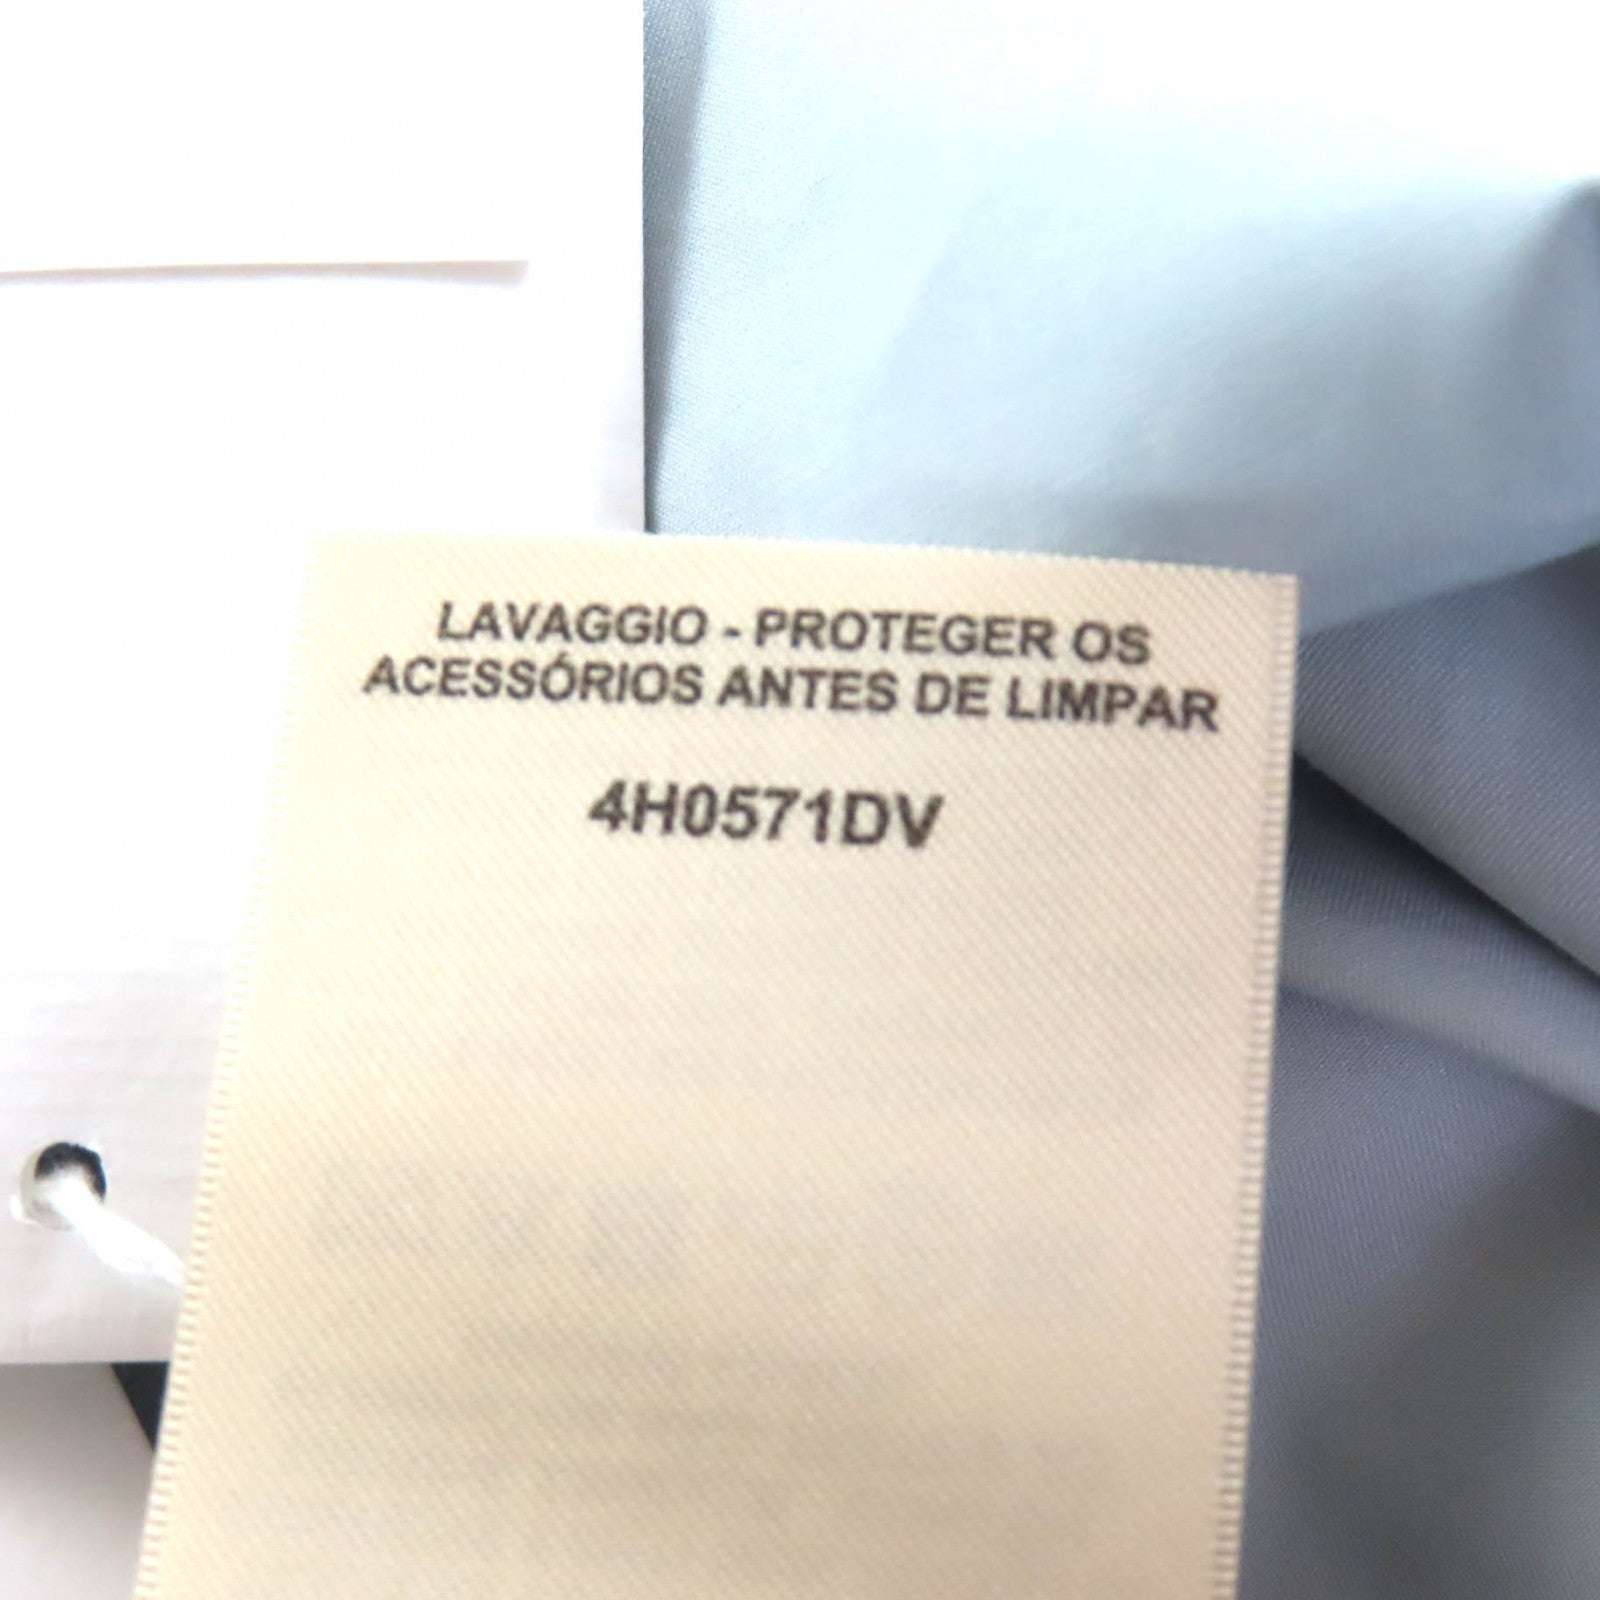 LAVAGGIO - PROTEGER OS
ACESSÓRIOS ANTES DE LIMPAR
4H0571DV